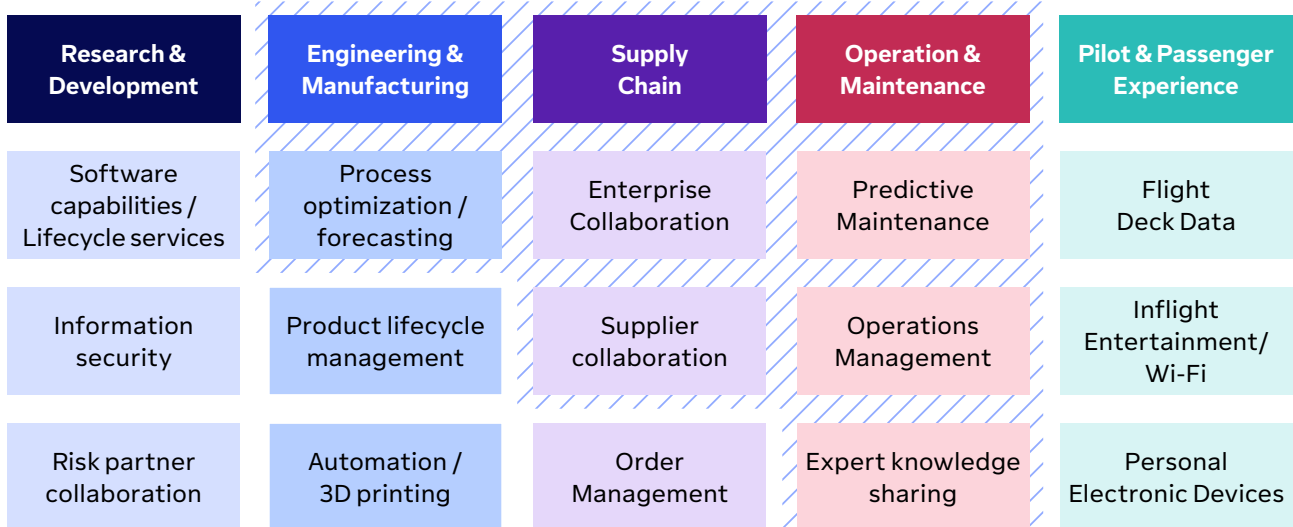 Research &
Development
Engineering &
Manufacturing
Supply
Chain
Operation &
Maintenance
Pilot & Passenger
Experience
Software
capabilities /
Lifecycle services
Process
optimization /
forecasting
Enterprise
Collaboration
Predictive
Maintenance
Flight
Deck Data
Information
security
Product lifecycle
management
Supplier
collaboration
Operations
Management
Inflight
Entertainment/
Wi-Fi
Risk partner
collaboration
Automation /
3D printing
Order
Management
Expert knowledge
sharing
Personal
Electronic Devices